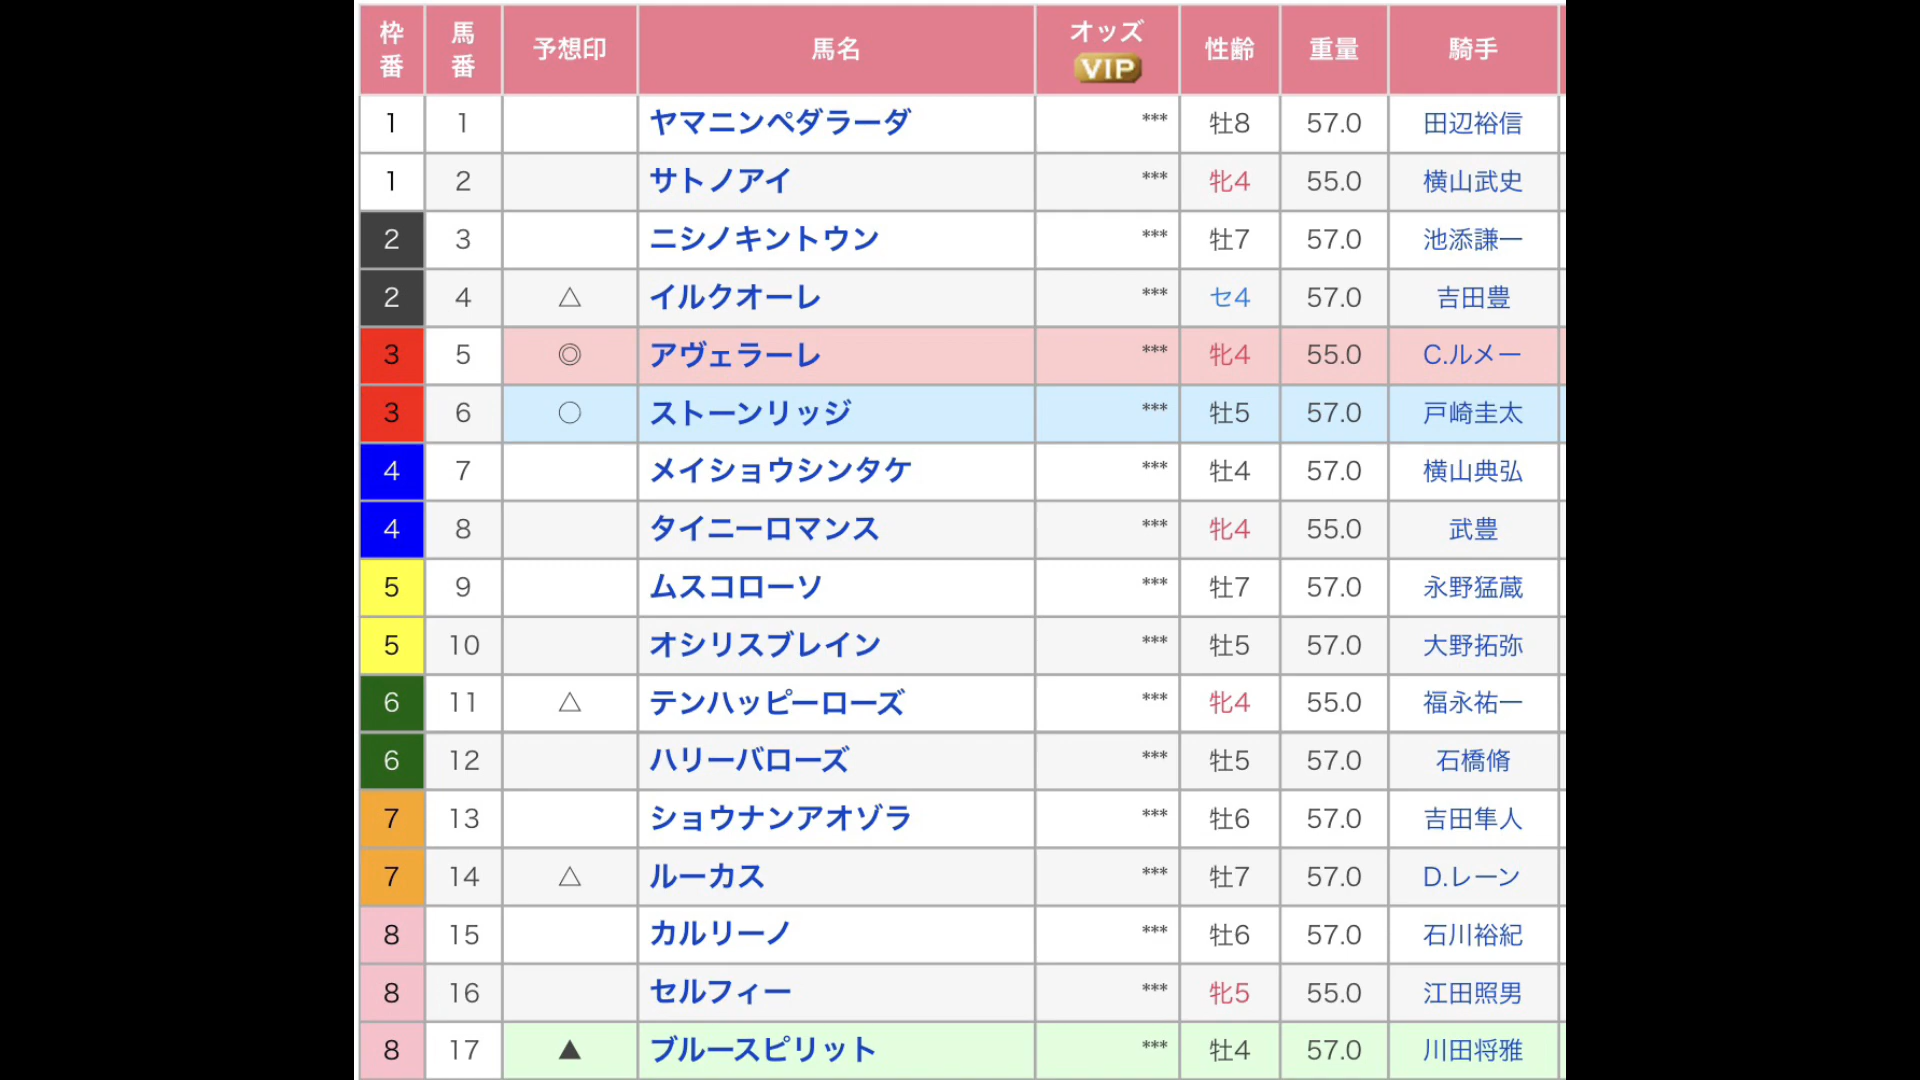 枠番 馬番 予想印 馬名 オッズ VIP 性齢 重量 騎手
1 1 ヤマニンペダラーダ *** 牡8 57.0 田辺裕信
1 2 サトノアイ *** 牝4 55.0 横山武史
2 3 ニシノキントウン *** 牡7 57.0 池添謙一
2 4 △ イルクオーレ *** セ4 57.0 吉田豊
3 5 ◎ アヴェラーレ *** 牝4 55.0 C.ルメー
3 6 ○ ストーンリッジ *** 牡5 57.0 戸崎圭太
4 7 メイショウシンタケ *** 牡4 57.0 横山典弘
4 8 タイニーロマンス *** 牝4 55.0 武豊
5 9 ムスコローソ *** 牡7 57.0 永野猛蔵
5 10 オシリスブレイン *** 牡5 57.0 大野拓弥
6 11 △ テンハッピーローズ *** 牝4 55.0 福永祐一
6 12 ハリーバローズ *** 牡5 57.0 石橋脩
7 13 ショウナンアオゾラ *** 牡6 57.0 吉田隼人
7 14 △ ルーカス *** 牡7 57.0 D.レーン
8 15 カルリーノ *** 牡6 57.0 石川裕紀
8 16 セルフィー *** 牝5 55.0 江田照男
8 17 ▲ ブルースピリット *** 牡4 57.0 川田将雅